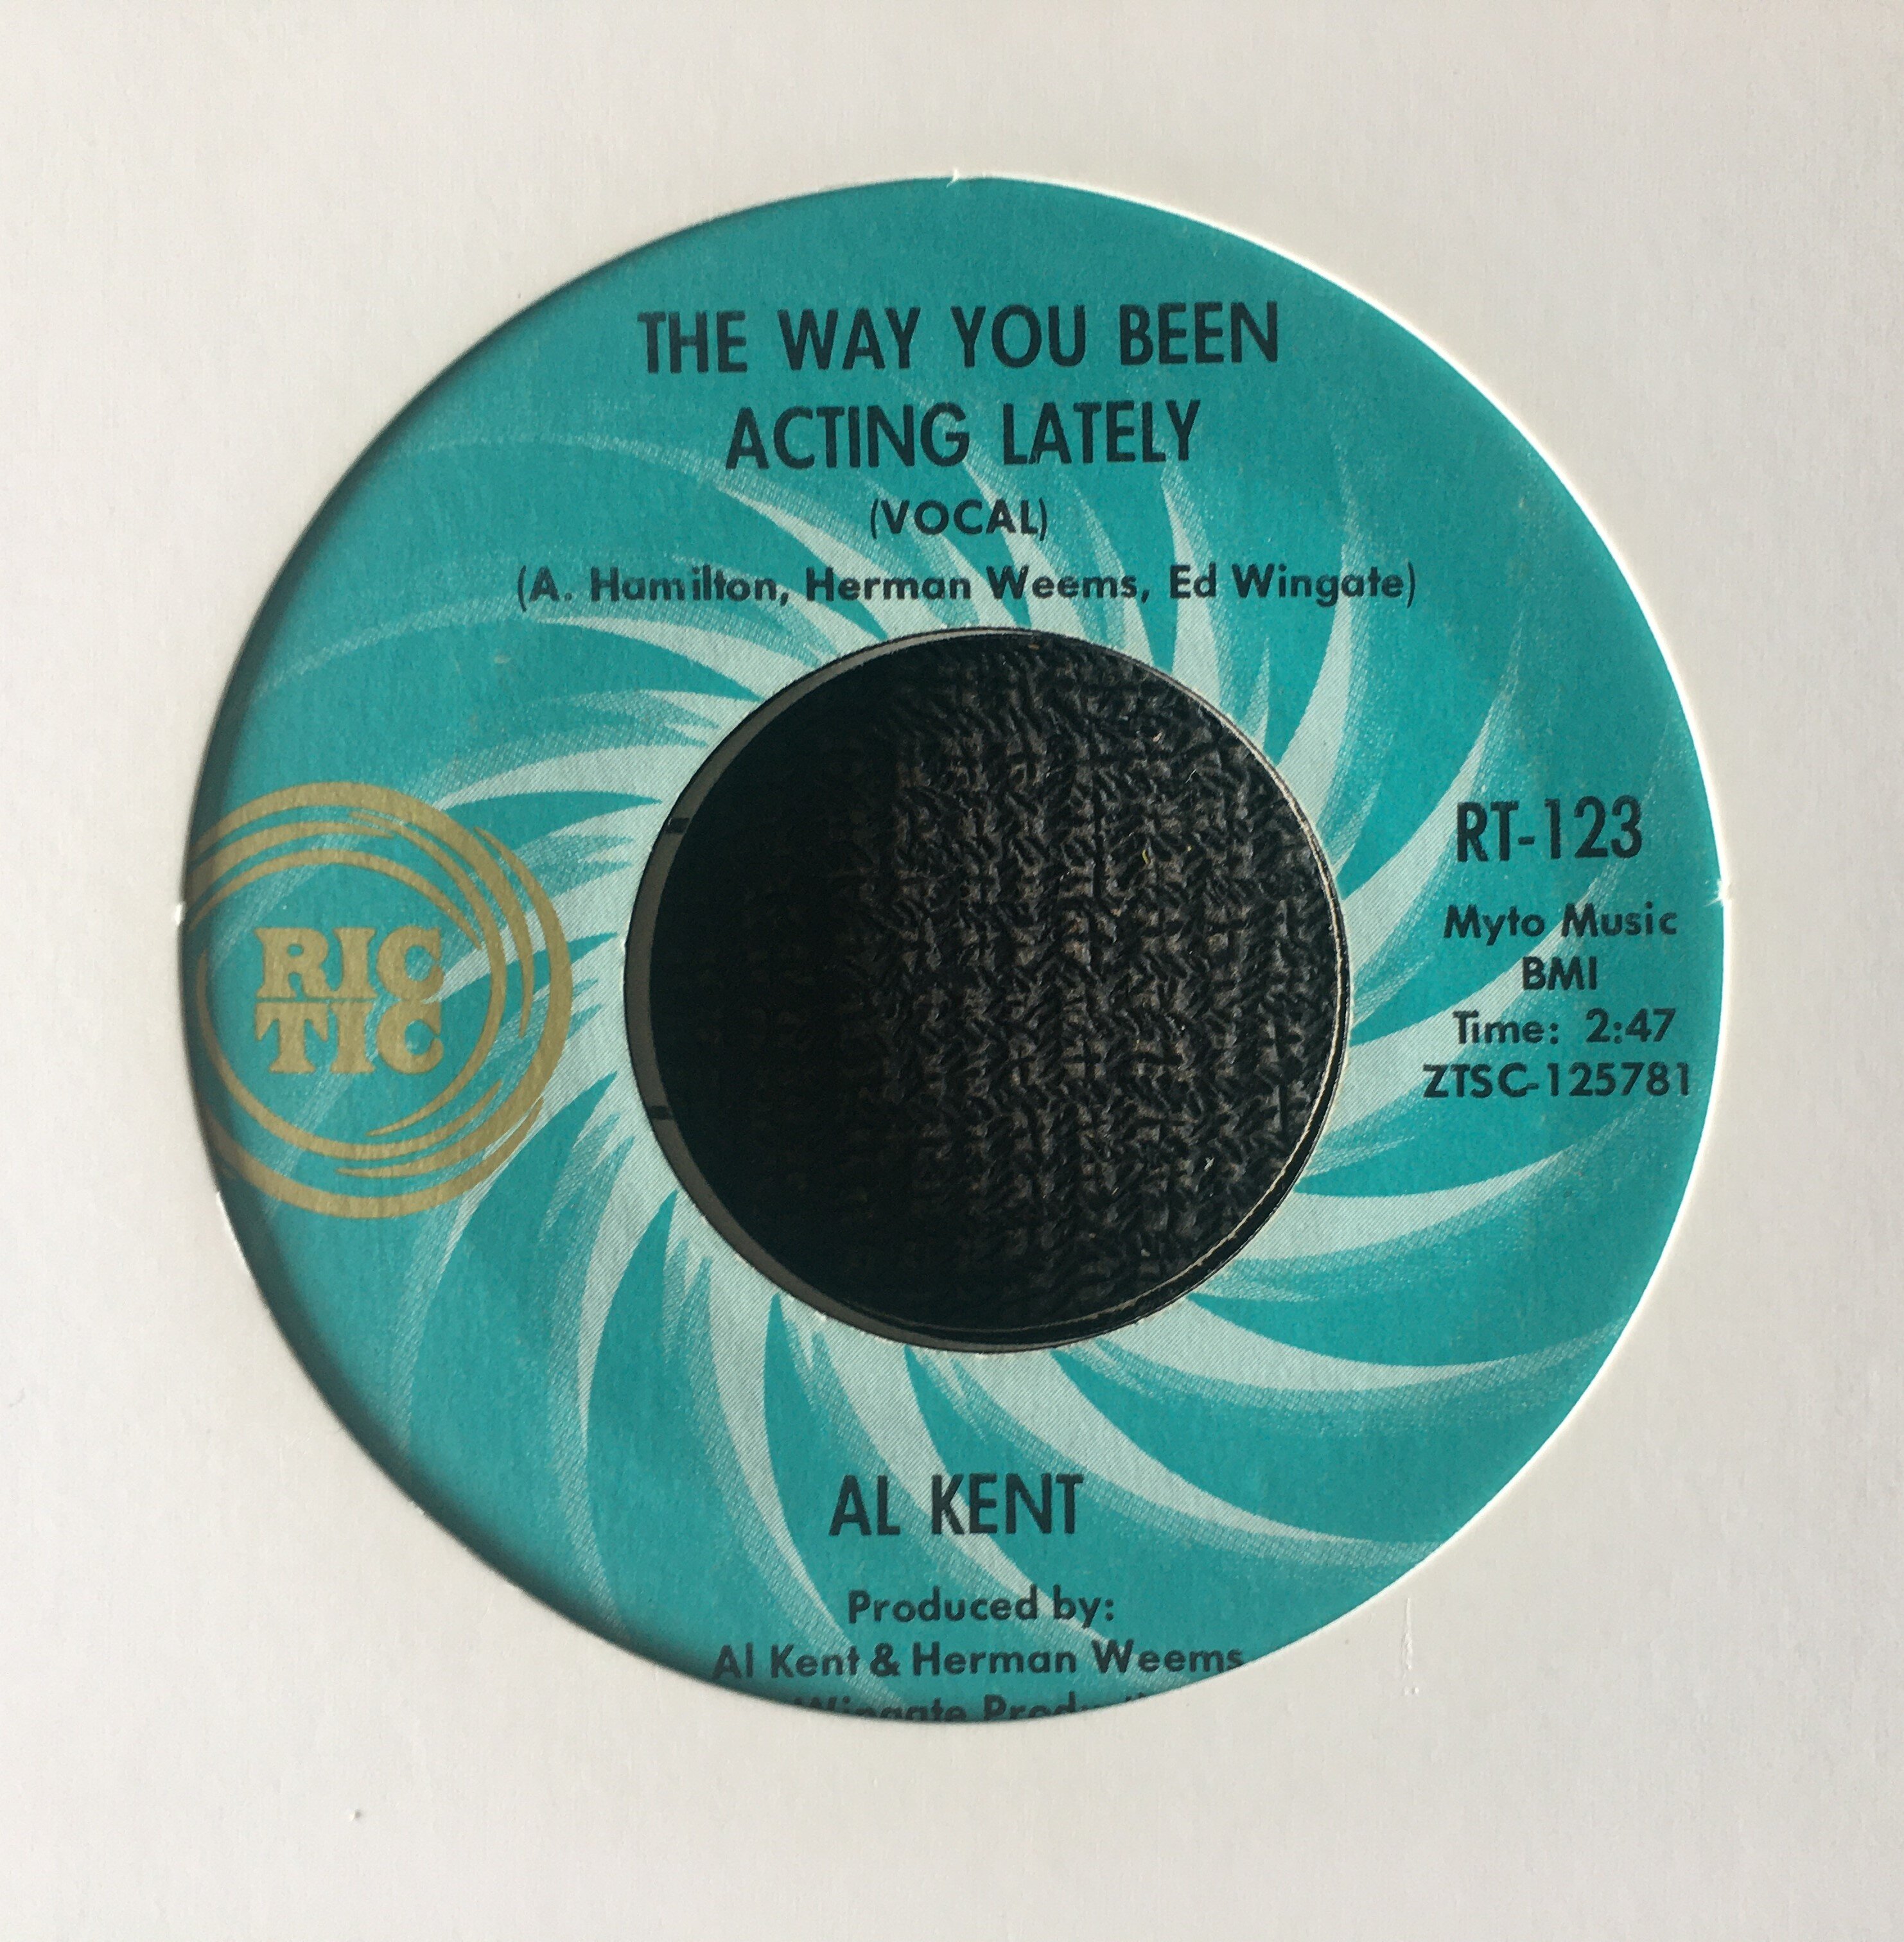 THE WAY YOU BEEN
ACTING LATELY
(VOCAL)
(A. Hamilton, Herman Weems, Ed Wingate)
RIC
TIC
RT-123
Myto Music
BMI
Time: 2:47
ZTSC-125781
AL KENT
Produced by:
Al Kent & Herman Weems
Wingate